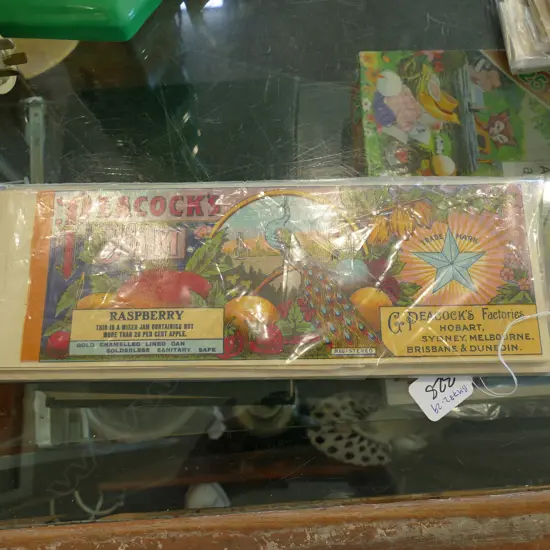 PEACOCK'S
JAM
RASPBERRY
THIS IS A MIXED JAM CONTAINING NOT
MORE THAN 20 PER CENT APPLE.
GOLD ENAMELLED LINED CAN
SOLDERLESS SANITARY SAFE
REGISTERED
TRADE MARK
G. PEACOCK'S Factories
HOBART,
SYDNEY, MELBOURNE,
BRISBANE & DUNEDIN.